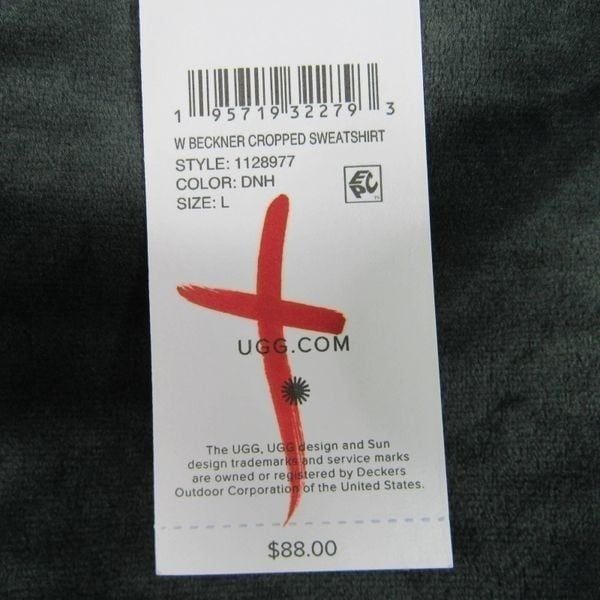 1 95719 32279 3
W BECKNER CROPPED SWEATSHIRT
STYLE: 1128977
COLOR: DNH
SIZE: L
EPC
UGG.COM
The UGG, UGG design and Sun
design trademarks and service marks
are owned or registered by Deckers
Outdoor Corporation of the United States.
$88.00